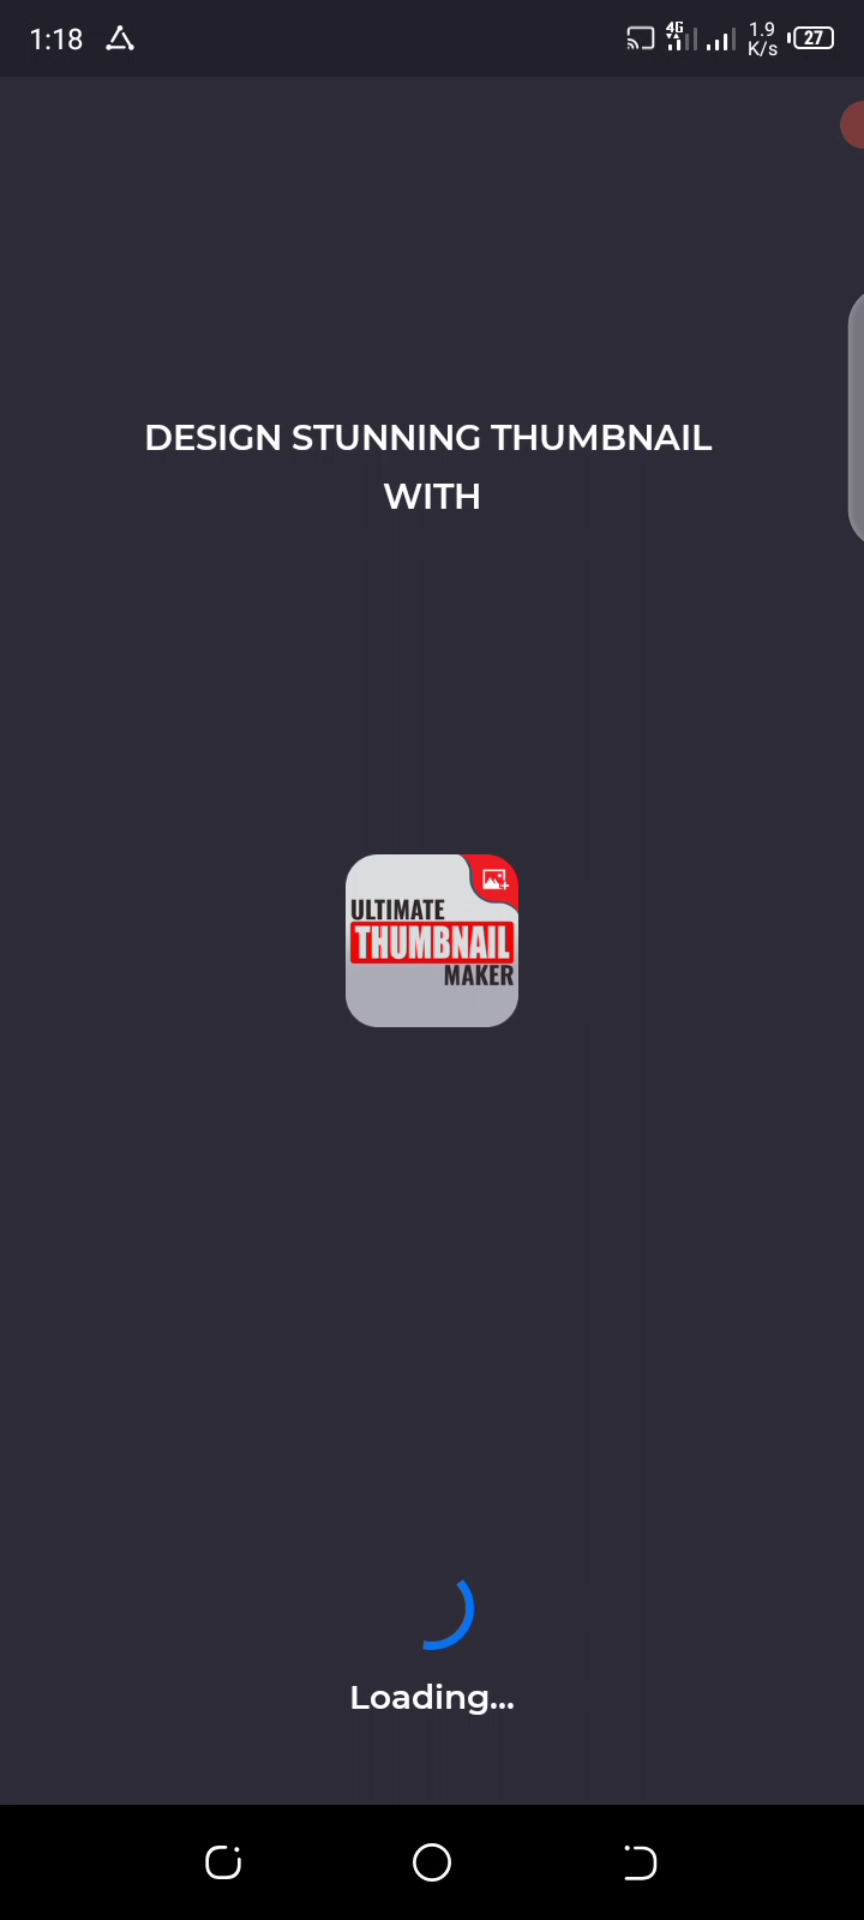 1:18
4G
1.9
K/s
27
DESIGN STUNNING THUMBNAIL
WITH
ULTIMATE
THUMBNAIL
MAKER
Loading...